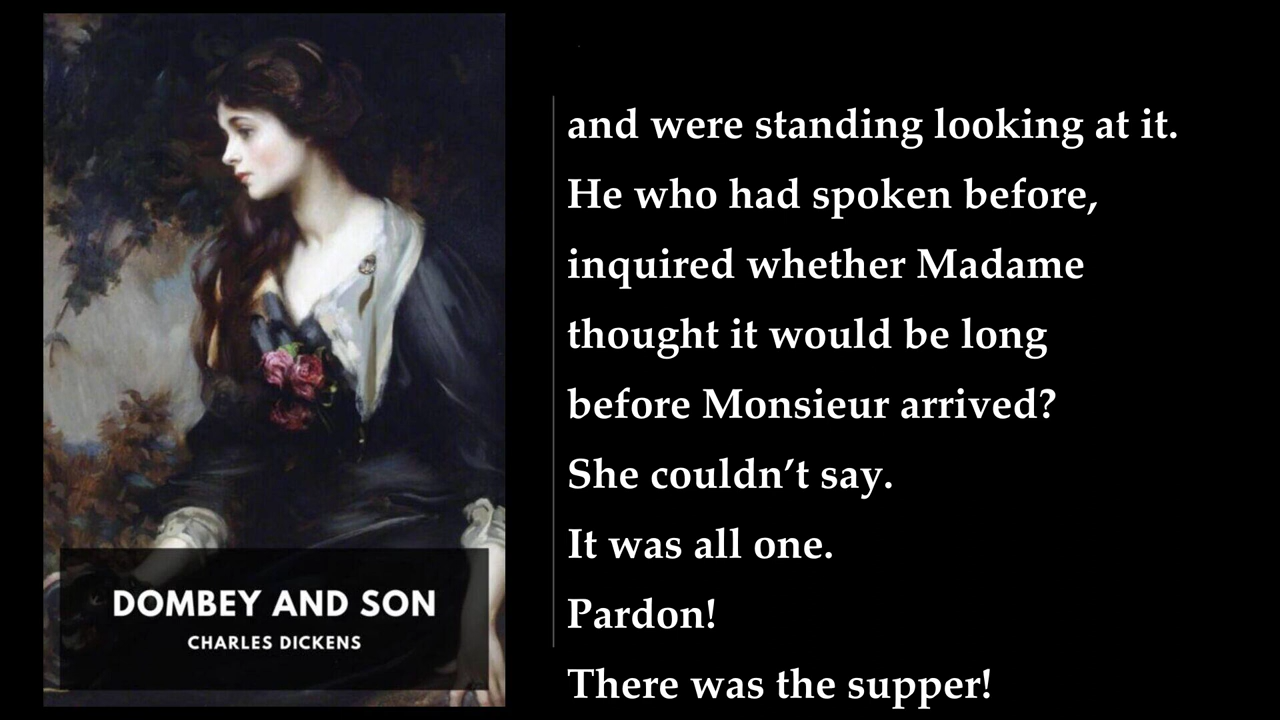 and were standing looking at it.
He who had spoken before,
inquired whether Madame
thought it would be long
before Monsieur arrived?
She couldn’t say.
It was all one.
Pardon!
There was the supper!
DOMBEY AND SON
CHARLES DICKENS